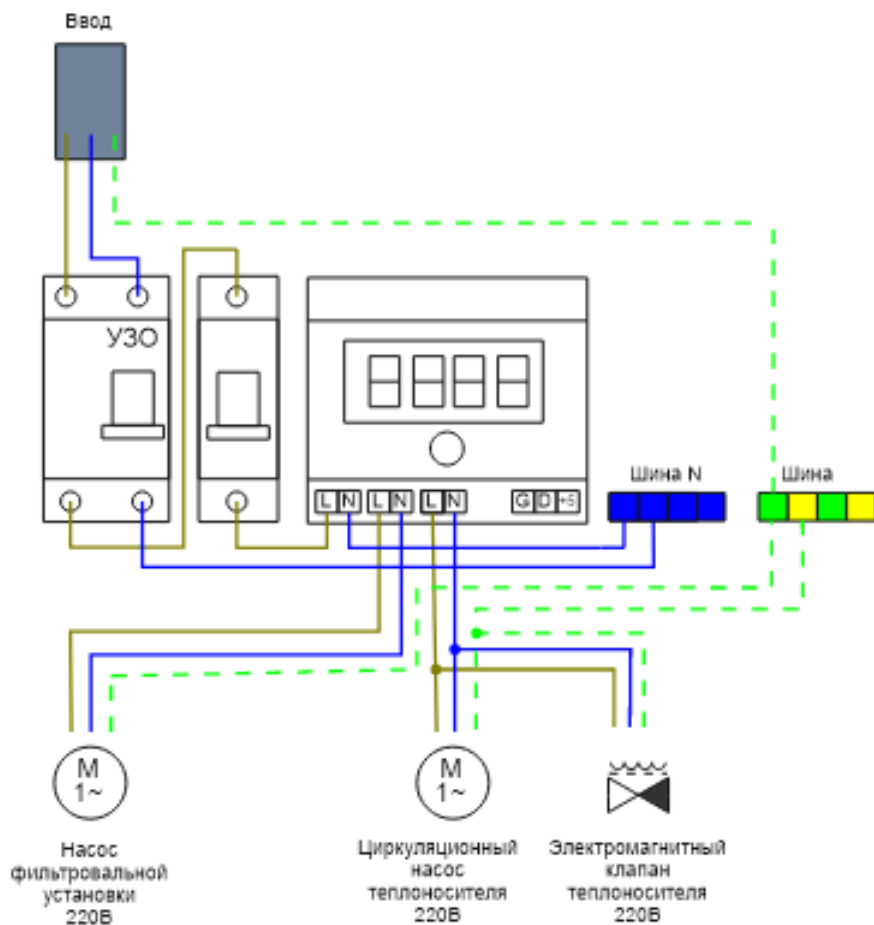 Ввод
УЗО
L N L N L N G D +5
Шина N
Шина
M
1~
M
1~
Насос
фильтровальной
установки
220В
Циркуляционный
насос
теплоносителя
220В
Электромагнитный
клапан
теплоносителя
220В